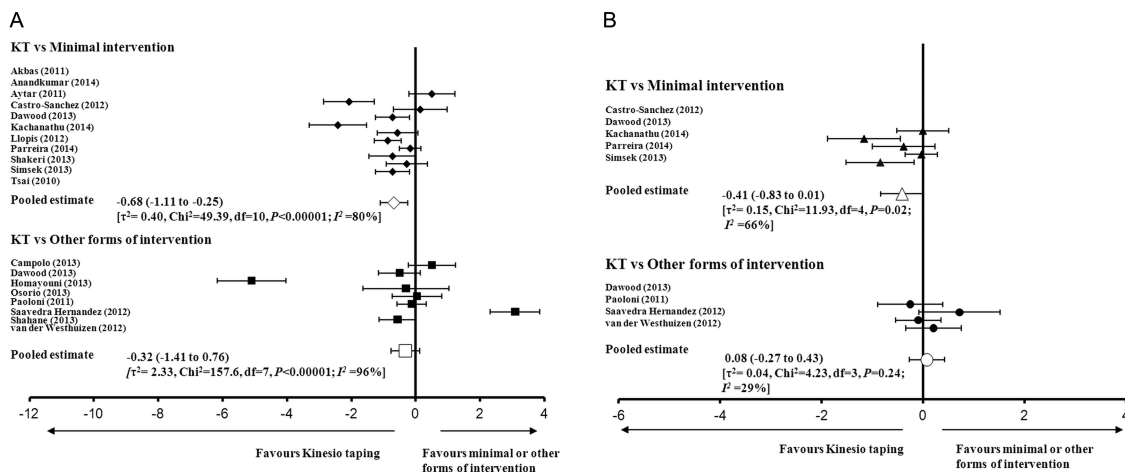 A
KT vs Minimal intervention
Akbas (2011)
Anandkumar (2014)
Aytar (2011)
Castro-Sanchez (2012)
Dawood (2013)
Kachanathu (2014)
Llopis (2012)
Parreira (2014)
Shakeri (2013)
Simsek (2013)
Tsai (2010)
Pooled estimate
-0.68 (-1.11 to -0.25)
[τ²= 0.40, Chi²=49.39, df=10, P<0.00001; I² =80%]
KT vs Other forms of intervention
Campolo (2013)
Dawood (2013)
Homayouni (2013)
Osorio (2013)
Paoloni (2011)
Saavedra Hernandez (2012)
Shahane (2013)
van der Westhuizen (2012)
Pooled estimate
-0.32 (-1.41 to 0.76)
[τ²= 2.33, Chi²=157.6, df=7, P<0.00001; I² =96%]
-12 -10 -8 -6 -4 -2 0 2 4
Favours Kinesio taping
Favours minimal or other
forms of intervention
B
KT vs Minimal intervention
Castro-Sanchez (2012)
Dawood (2013)
Kachanathu (2014)
Parreira (2014)
Simsek (2013)
Pooled estimate
-0.41 (-0.83 to 0.01)
[τ²= 0.15, Chi²=11.93, df=4, P=0.02;
I² =66%]
KT vs Other forms of intervention
Dawood (2013)
Paoloni (2011)
Saavedra Hernandez (2012)
van der Westhuizen (2012)
Pooled estimate
0.08 (-0.27 to 0.43)
[τ²= 0.04, Chi²=4.23, df=3, P=0.24;
I² =29%]
-6 -4 -2 0 2 4
Favours Kinesio taping
Favours minimal or other
forms of intervention